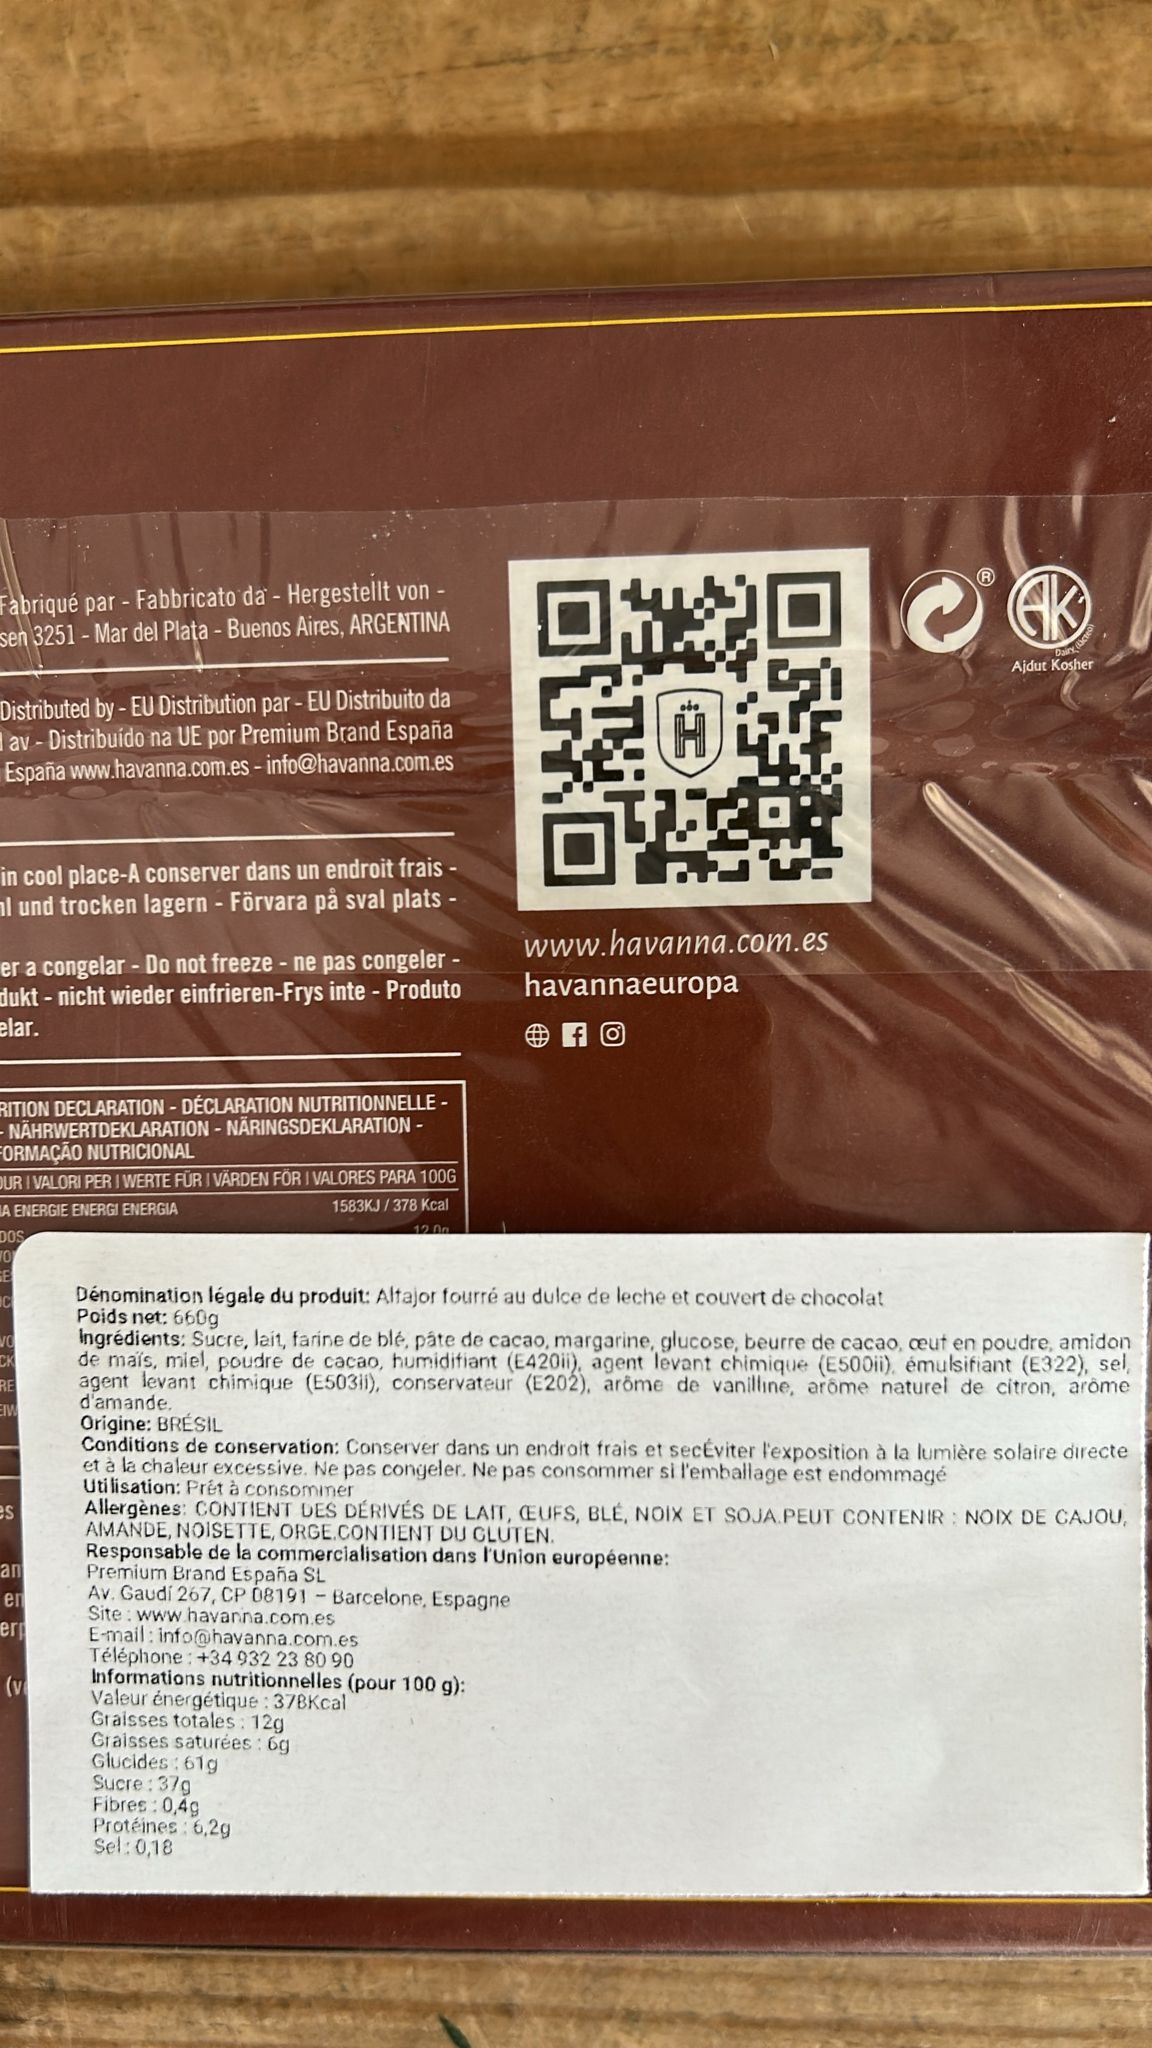 Fabriqué par - Fabbricato da - Hergestellt von -
3251 - Mar del Plata - Buenos Aires, ARGENTINA
Distributed by - EU Distribution par - EU Distribuito da
av - Distribuído na UE por Premium Brand España
España www.havanna.com.es - info@havanna.com.es
in cool place-A conserver dans un endroit frais -
und trocken lagern - Förvara på sval plats -
a congelar - Do not freeze - ne pas congeler -
- nicht wieder einfrieren-Frys inte - Produto
®
AK
Dairy
Ajdut Kosher
H
www.havanna.com.es
havannaeuropa
DECLARATION - DÉCLARATION NUTRITIONNELLE -
- NÄHRWERTDEKLARATION - NÄRINGSDEKLARATION -
NUTRICIONAL
| VALORI PER | WERTE FÜR | VÄRDEN FÖR | VALORES PARA 100G
ENERGIE ENERGI ENERGIA 1583KJ / 378 Kcal
12.0g
Dénomination légale du produit: Alfajor fourré au dulce de leche et couvert de chocolat
Poids net: 660g
Ingrédients: Sucre, lait, farine de blé, pâte de cacao, margarine, glucose, beurre de cacao, œuf en poudre, amidon
de maïs, miel, poudre de cacao, humidifiant (E420ii), agent levant chimique (E500ii), émulsifiant (E322), sel,
agent levant chimique (E503ii), conservateur (E202), arôme de vanilline, arôme naturel de citron, arôme
d'amande.
Origine: BRÉSIL
Conditions de conservation: Conserver dans un endroit frais et secÉviter l'exposition à la lumière solaire directe
et à la chaleur excessive. Ne pas congeler. Ne pas consommer si l'emballage est endommagé
Utilisation: Prêt à consommer
Allergènes: CONTIENT DES DÉRIVÉS DE LAIT, ŒUFS, BLÉ, NOIX ET SOJA.PEUT CONTENIR : NOIX DE CAJOU,
AMANDE, NOISETTE, ORGE.CONTIENT DU GLUTEN.
Responsable de la commercialisation dans l'Union européenne:
Premium Brand España SL
Av. Gaudí 267, CP 08191 – Barcelone, Espagne
Site : www.havanna.com.es
E-mail : info@havanna.com.es
Téléphone : +34 932 23 80 90
Informations nutritionnelles (pour 100 g):
Valeur énergétique : 378Kcal
Graisses totales : 12g
Graisses saturées : 6g
Glucides : 61g
Sucre : 37g
Fibres : 0,4g
Protéines : 6,2g
Sel : 0,18